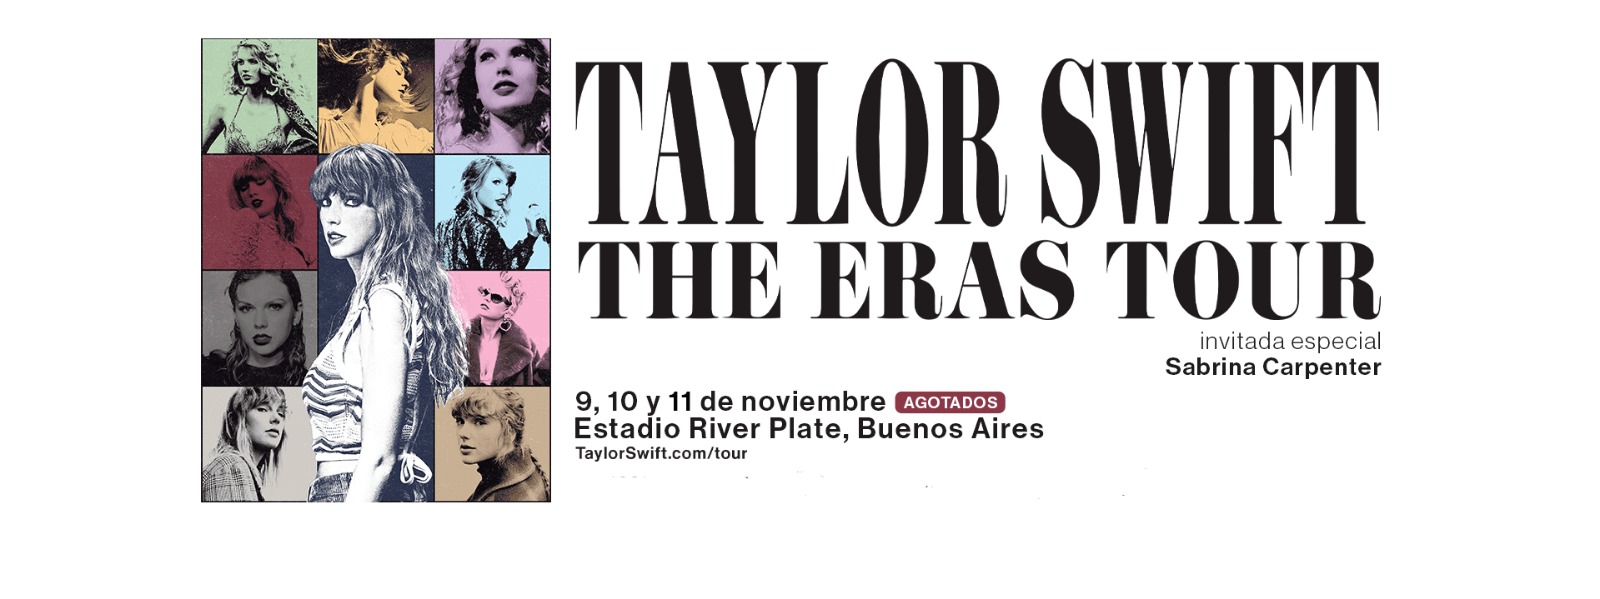 TAYLOR SWIFT
THE ERAS TOUR
invitada especial
Sabrina Carpenter
9, 10 y 11 de noviembre AGOTADOS
Estadio River Plate, Buenos Aires
TaylorSwift.com/tour